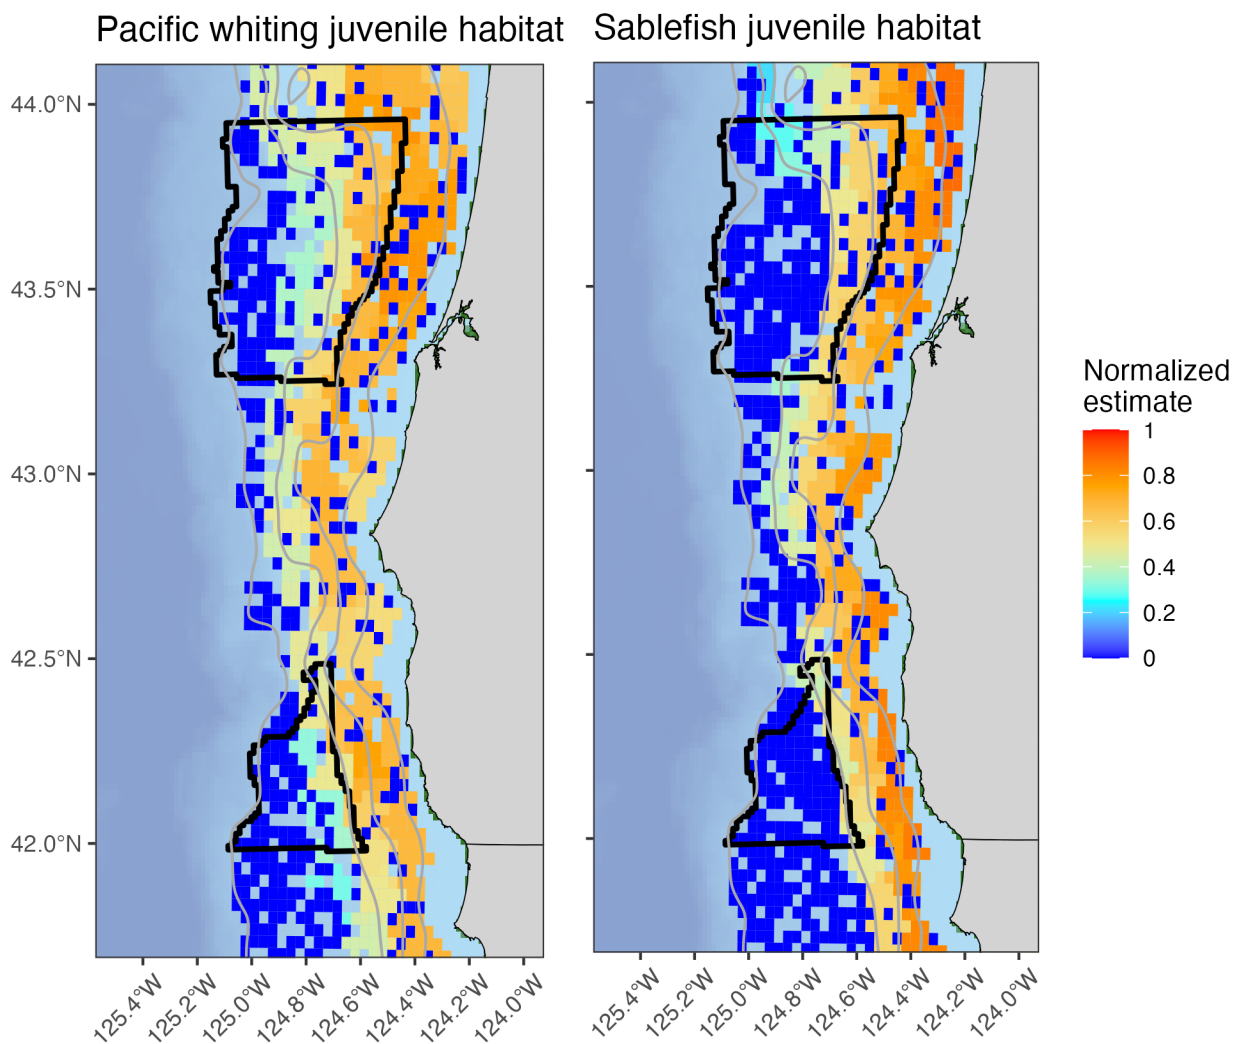 Pacific whiting juvenile habitat
Sablefish juvenile habitat
44.0°N
43.5°N
43.0°N
42.5°N
42.0°N
125.4°W
125.2°W
125.0°W
124.8°W
124.6°W
124.4°W
124.2°W
124.0°W
125.4°W
125.2°W
125.0°W
124.8°W
124.6°W
124.4°W
124.2°W
124.0°W
Normalized
estimate
1
0.8
0.6
0.4
0.2
0